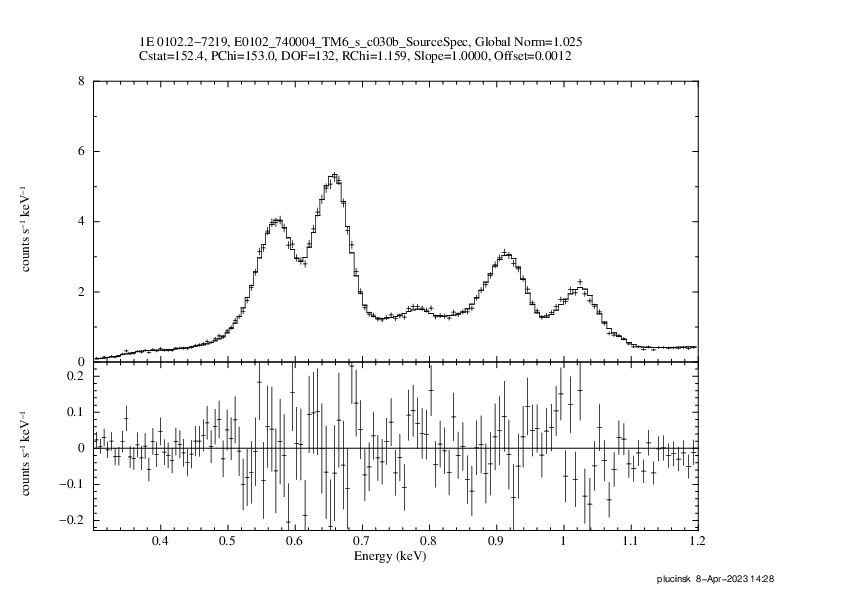 1E 0102.2−7219, E0102_740004_TM6_s_c030b_SourceSpec, Global Norm=1.025
Cstat=152.4, PChi=153.0, DOF=132, RChi=1.159, Slope=1.0000, Offset=0.0012
8
6
4
2
0
counts s⁻¹ keV⁻¹
0.2
0.1
0
−0.1
−0.2
counts s⁻¹ keV⁻¹
0.4 0.5 0.6 0.7 0.8 0.9 1 1.1 1.2
Energy (keV)
plucinsk 8−Apr−2023 14:28